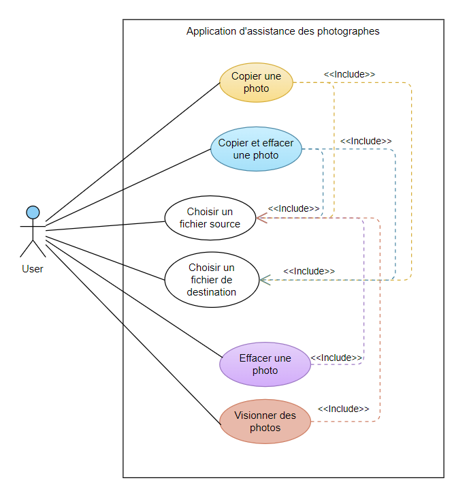 Application d'assistance des photographes
Copier une
photo
<<Include>>
Copier et effacer
une photo
<<Include>>
Choisir un
fichier source
<<Include>>
User
Choisir un
fichier de
destination
<<Include>>
Effacer une
photo
<<Include>>
Visionner des
photos
<<Include>>